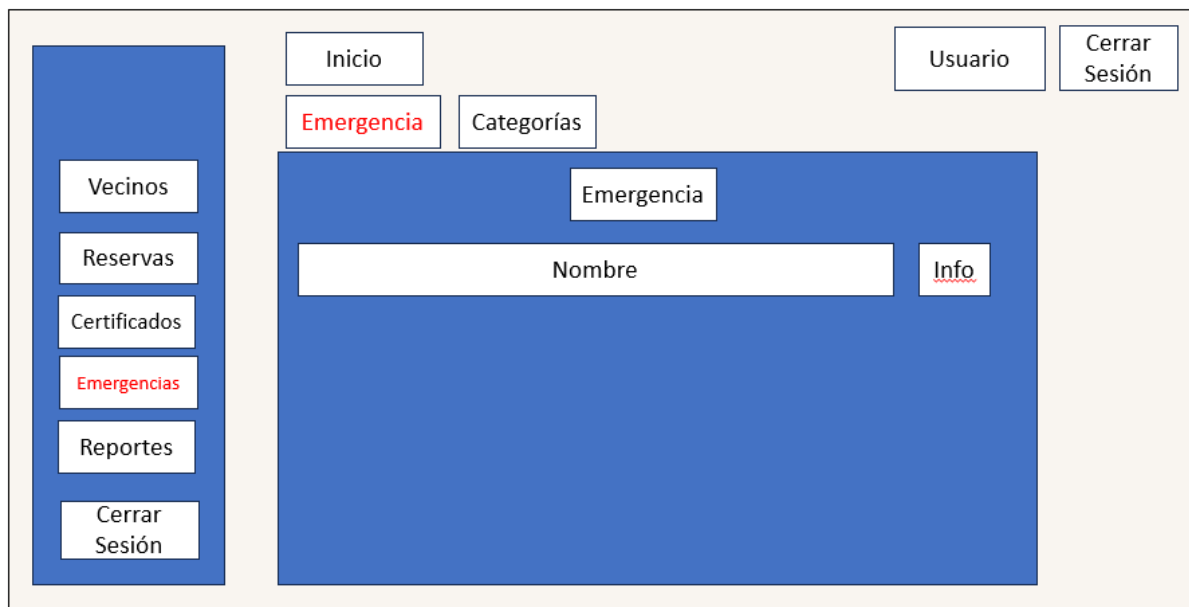 Inicio
Usuario
Cerrar
Sesión
Emergencia
Categorías
Vecinos
Reservas
Certificados
Emergencias
Reportes
Cerrar
Sesión
Emergencia
Nombre
Info